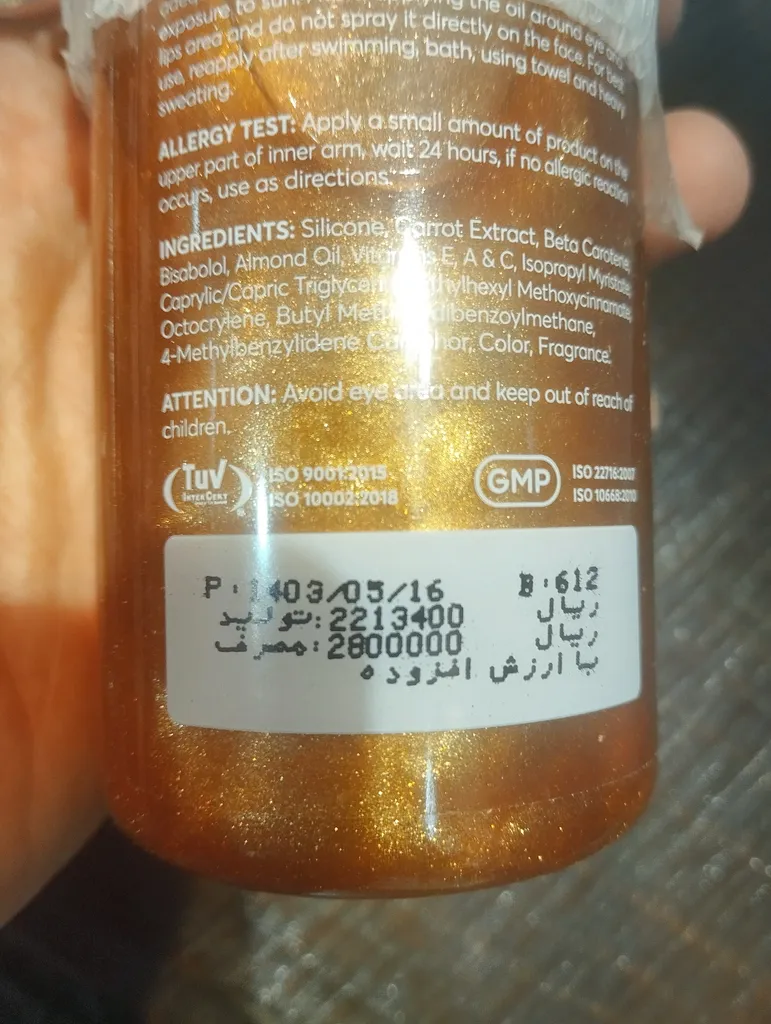 exposure to
lips area and do not spray it directly on the face. For best
use, reapply after swimming, bath, using towel and heavy
sweating.
ALLERGY TEST: Apply a small amount of product on the
upper part of inner arm, wait 24 hours, if no allergic reaction
occurs, use as directions.
INGREDIENTS: Silicone, Carrot Extract, Beta Carotene,
Bisabolol, Almond Oil, Vitamins E, A & C, Isopropyl Myristate,
Caprylic/Capric Triglyceride, Ethylhexyl Methoxycinnamate,
Octocrylene, Butyl Methoxydibenzoylmethane,
4-Methylbenzylidene Camphor, Color, Fragrance.
ATTENTION: Avoid eye area and keep out of reach of
children.
TUV INTERCERT
ISO 9001:2015
ISO 10002:2018
GMP
ISO 22716:2007
ISO 10668:2010
P:1403/05/16 B:612
تولید:2213400 ریال
مصرف:2800000 ریال
با ارزش افزوده